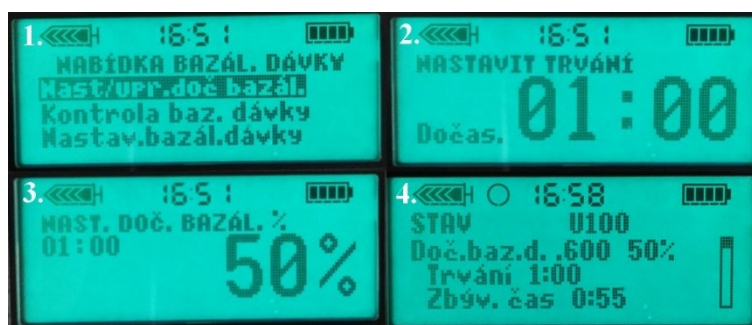 1. 16:51
NABÍDKA BAZÁL. DÁVKY
Nast/upr.doč bazál.
Kontrola baz. dávky
Nastav.bazál.dávky
2. 16:51
NASTAVIT TRVÁNÍ
Dočas. 01:00
3. 16:51
NAST. DOČ. BAZÁL. %
01:00
50%
4. 16:58
STAV U100
Doč.baz.d. .600 50%
Trvání 1:00
Zbýv. čas 0:55